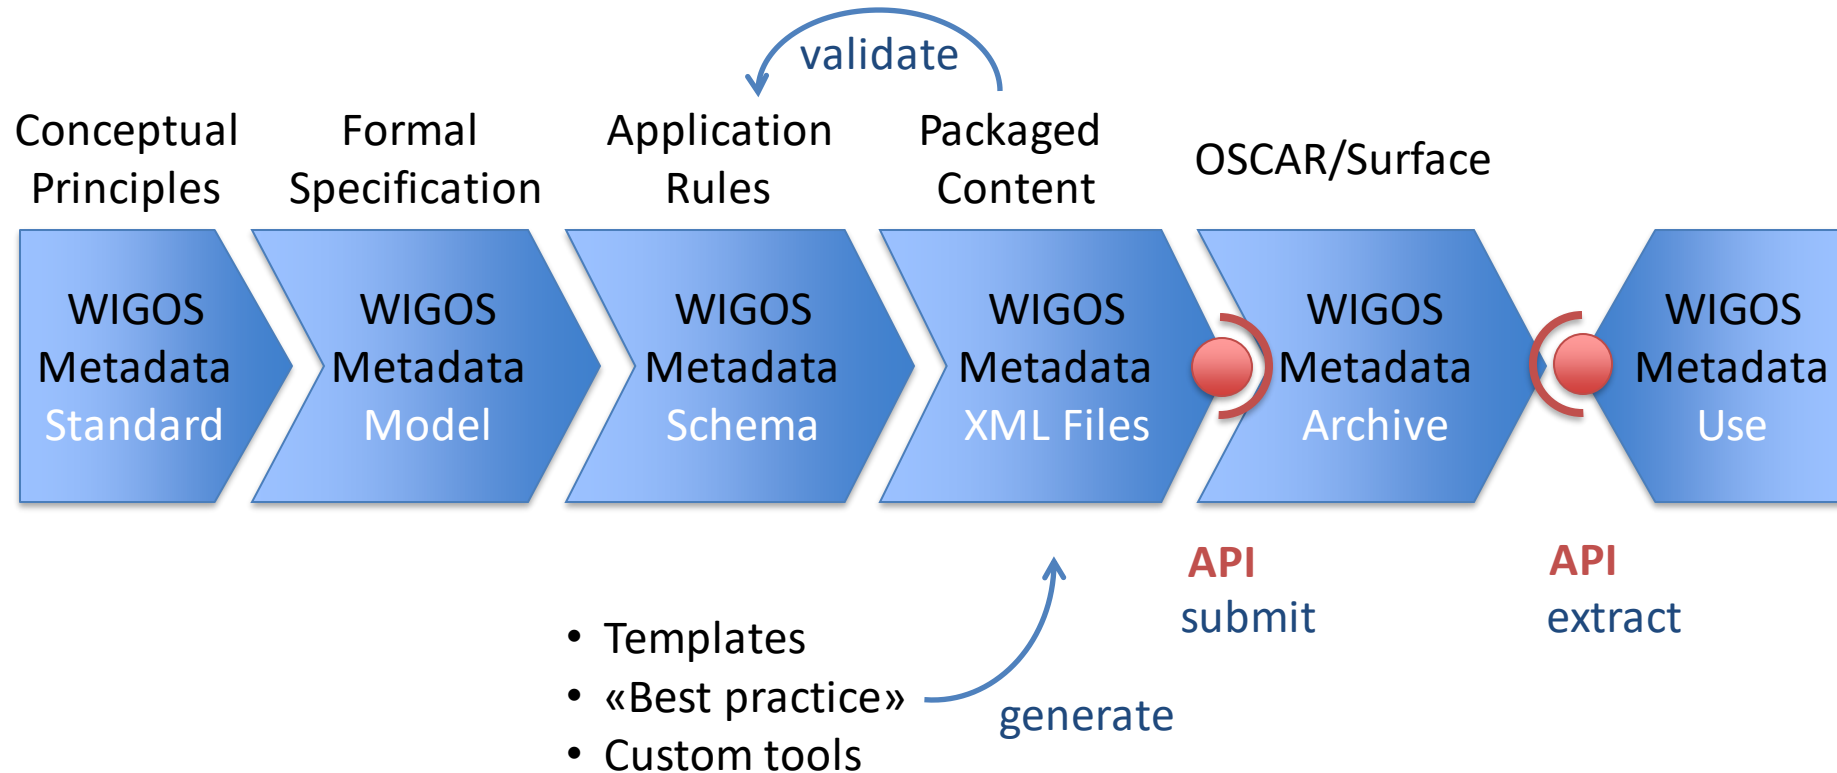 validate
Conceptual
Principles
Formal
Specification
Application
Rules
Packaged
Content
OSCAR/Surface
WIGOS
Metadata
Standard
WIGOS
Metadata
Model
WIGOS
Metadata
Schema
WIGOS
Metadata
XML Files
WIGOS
Metadata
Archive
WIGOS
Metadata
Use
API
submit
API
extract
• Templates
• «Best practice»
• Custom tools
generate